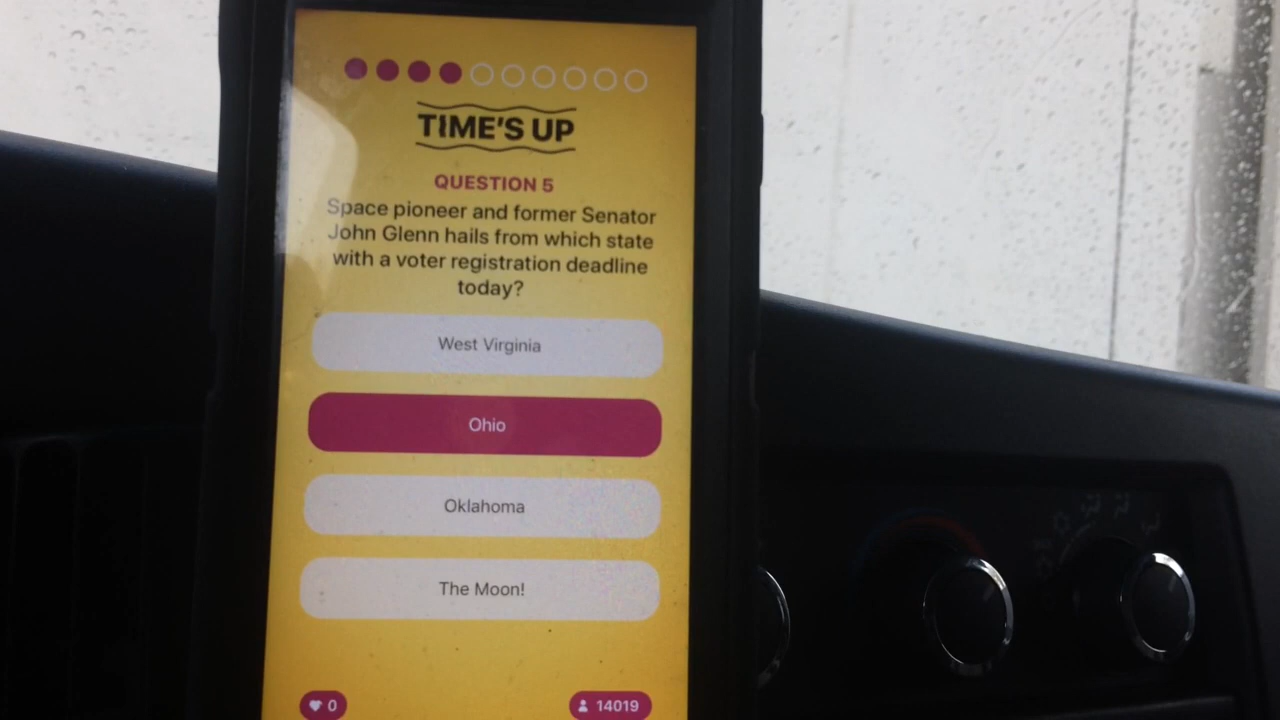 TIME'S UP
QUESTION 5
Space pioneer and former Senator
John Glenn hails from which state
with a voter registration deadline
today?
West Virginia
Ohio
Oklahoma
The Moon!
0
14019